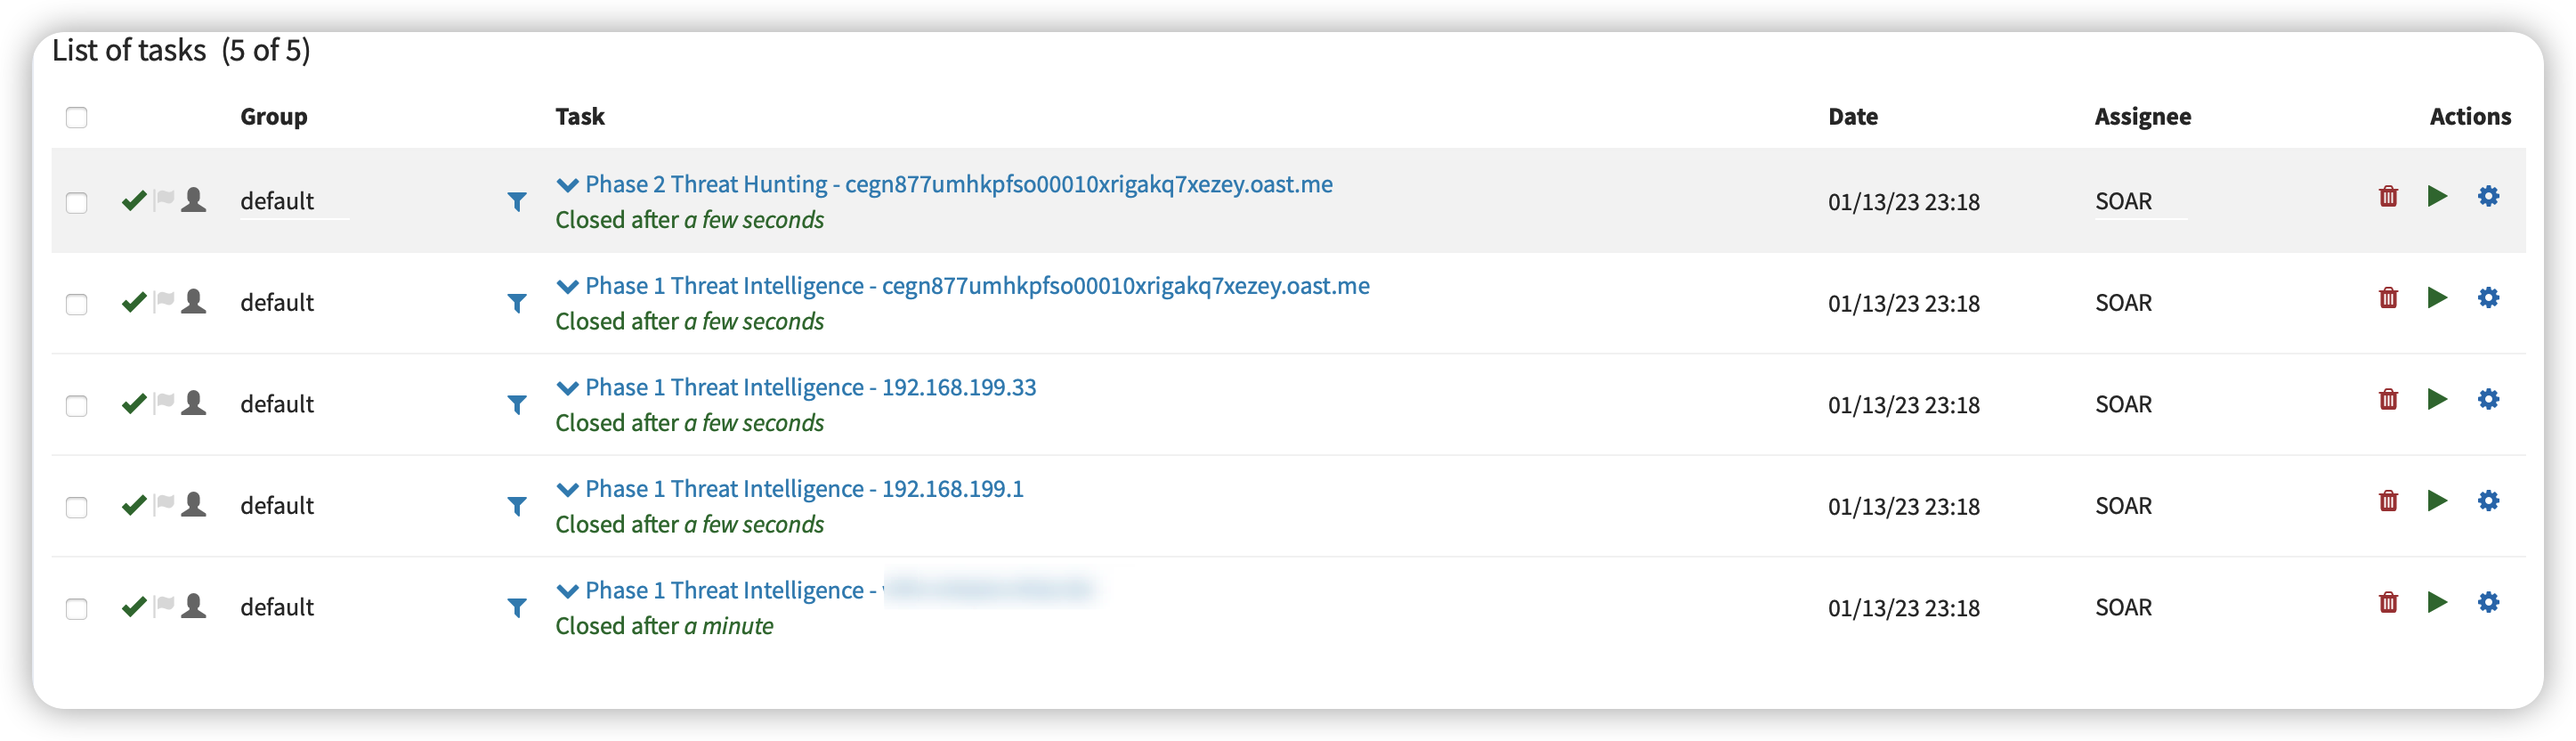 List of tasks (5 of 5)
Group Task Date Assignee Actions
default Phase 2 Threat Hunting - cegn877umhkpfso00010xrigakq7xezey.oast.me 01/13/23 23:18 SOAR
Closed after a few seconds
default Phase 1 Threat Intelligence - cegn877umhkpfso00010xrigakq7xezey.oast.me 01/13/23 23:18 SOAR
Closed after a few seconds
default Phase 1 Threat Intelligence - 192.168.199.33 01/13/23 23:18 SOAR
Closed after a few seconds
default Phase 1 Threat Intelligence - 192.168.199.1 01/13/23 23:18 SOAR
Closed after a few seconds
default Phase 1 Threat Intelligence - 01/13/23 23:18 SOAR
Closed after a minute